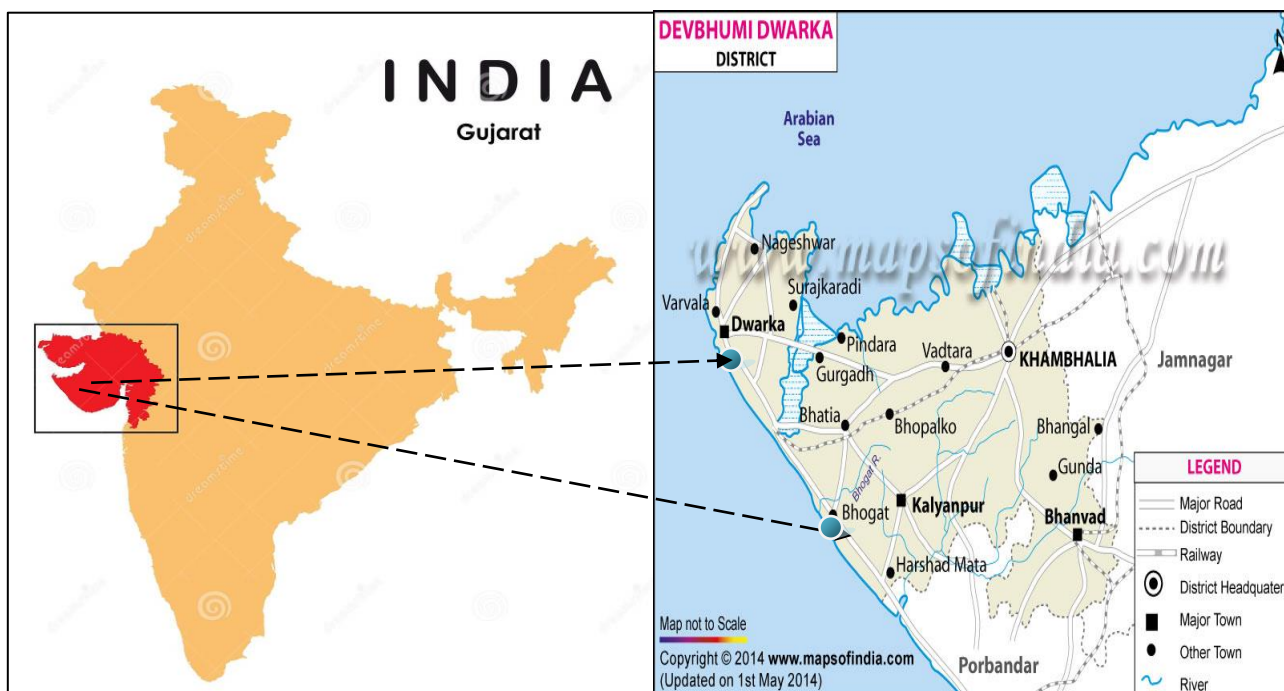 INDIA
Gujarat
DEVBHUMI DWARKA
DISTRICT
N
Arabian
Sea
www.mapsofindia.com
Nageshwar
Surajkaradi
Varvala
Dwarka
Pindara
Gurgadh
Vadtara
KHAMBHALIA
Jamnagar
Bhatia
Bhopalko
Bhangal
Gunda
Bhogat R.
Bhogat
Kalyanpur
Bhanvad
Harshad Mata
Porbandar
LEGEND
Major Road
District Boundary
Railway
District Headquater
Major Town
Other Town
River
Map not to Scale
Copyright © 2014 www.mapsofindia.com
(Updated on 1st May 2014)
dreamstime